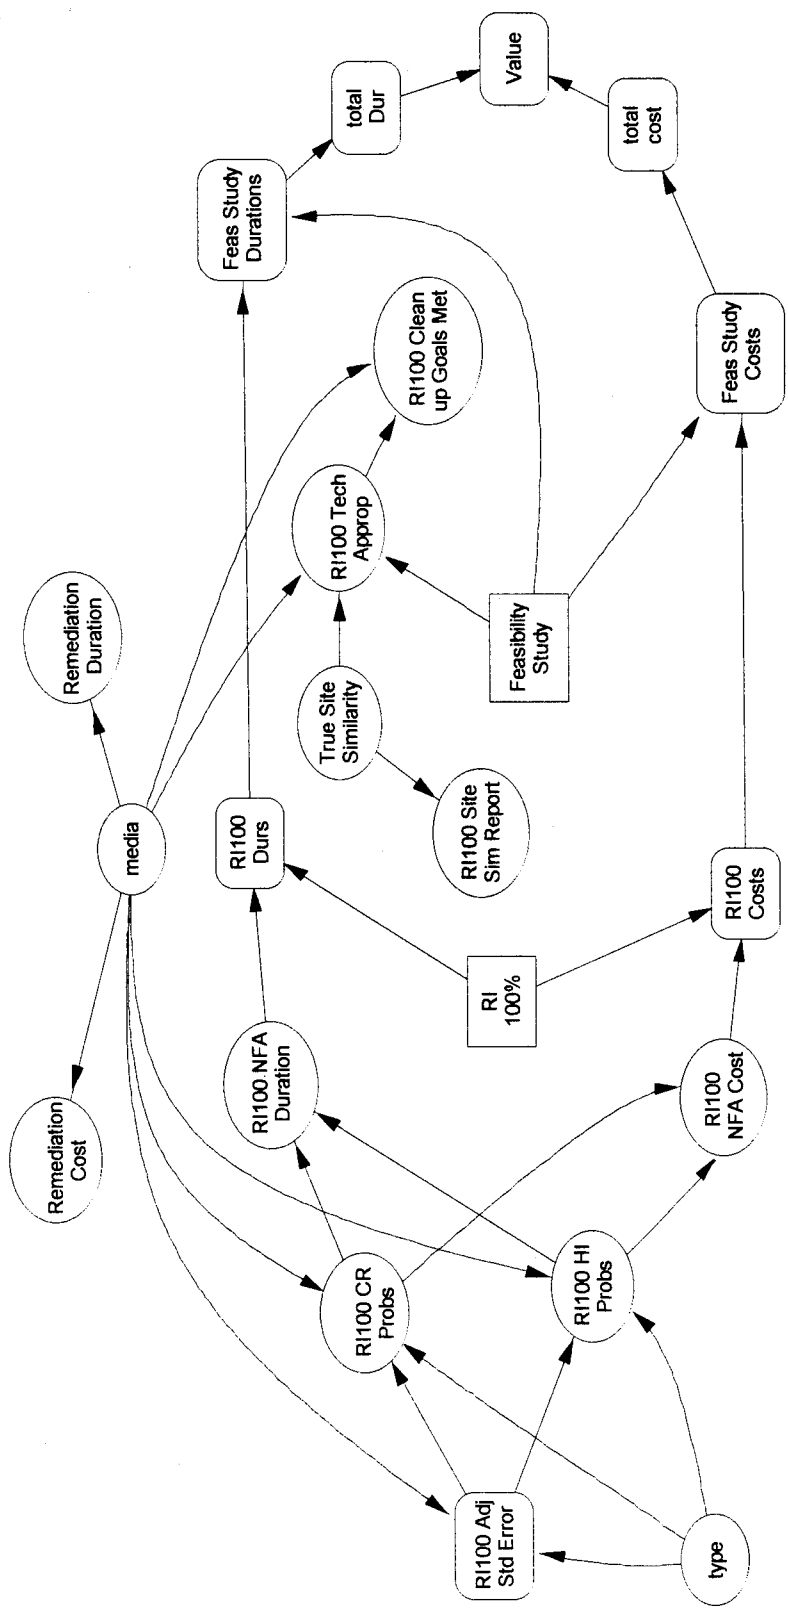 Remediation
Cost
media
Remediation
Duration
RI100 NFA
Duration
RI100
Durs
Feas Study
Durations
total
Dur
Value
RI100 CR
Probs
True Site
Similarity
RI100 Tech
Approp
RI100 Clean
up Goals Met
RI100 Adj
Std Error
RI100 HI
Probs
RI
100%
RI100 Site
Sim Report
Feasibility
Study
total
cost
type
RI100
NFA Cost
RI100
Costs
Feas Study
Costs